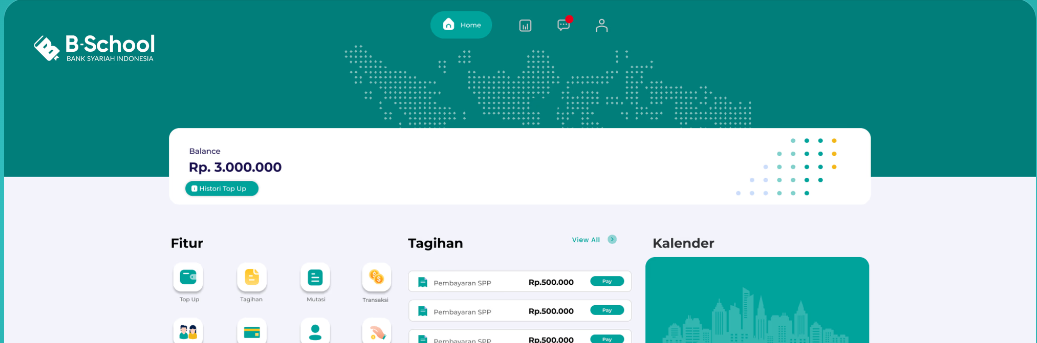 Home
B-School
BANK SYARIAH INDONESIA
Balance
Rp. 3.000.000
Histori Top Up
Fitur
Top Up
Tagihan
Mutasi
Transaksi
Tagihan
View All
Pembayaran SPP Rp.500.000 Pay
Pembayaran SPP Rp.500.000 Pay
Pembayaran SPP Rp.500.000 Pay
Kalender